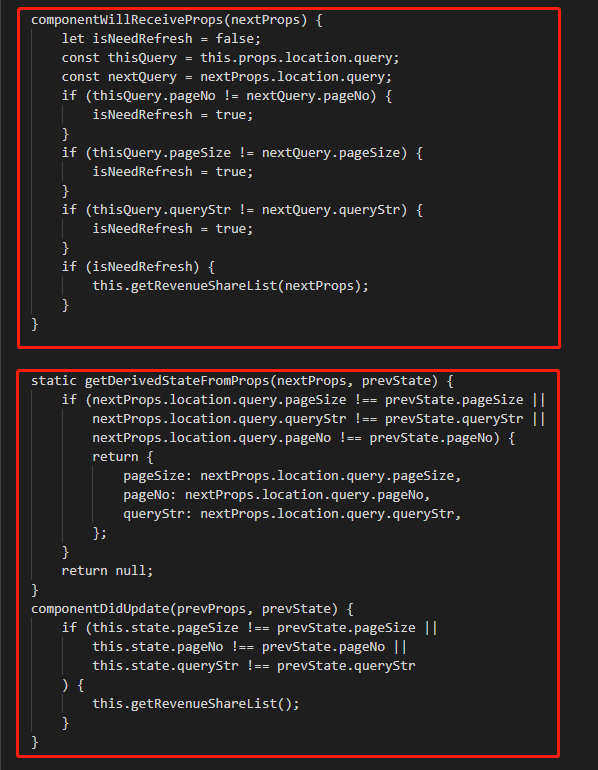 componentWillReceiveProps(nextProps) {
    let isNeedRefresh = false;
    const thisQuery = this.props.location.query;
    const nextQuery = nextProps.location.query;
    if (thisQuery.pageNo != nextQuery.pageNo) {
        isNeedRefresh = true;
    }
    if (thisQuery.pageSize != nextQuery.pageSize) {
        isNeedRefresh = true;
    }
    if (thisQuery.queryStr != nextQuery.queryStr) {
        isNeedRefresh = true;
    }
    if (isNeedRefresh) {
        this.getRevenueShareList(nextProps);
    }
}
static getDerivedStateFromProps(nextProps, prevState) {
    if (nextProps.location.query.pageSize !== prevState.pageSize ||
        nextProps.location.query.queryStr !== prevState.queryStr ||
        nextProps.location.query.pageNo !== prevState.pageNo) {
        return {
            pageSize: nextProps.location.query.pageSize,
            pageNo: nextProps.location.query.pageNo,
            queryStr: nextProps.location.query.queryStr,
        };
    }
    return null;
}
componentDidUpdate(prevProps, prevState) {
    if (this.state.pageSize !== prevState.pageSize ||
        this.state.pageNo !== prevState.pageNo ||
        this.state.queryStr !== prevState.queryStr
    ) {
        this.getRevenueShareList();
    }
}